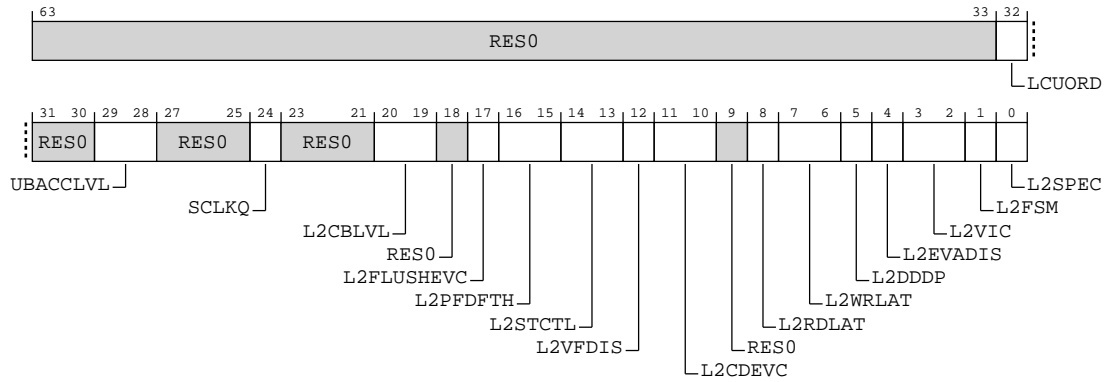 63 33 32
RES0
LCUORD
31 30 29 28 27 25 24 23 21 20 19 18 17 16 15 14 13 12 11 10 9 8 7 6 5 4 3 2 1 0
RES0 RES0 RES0
UBACCLVL L2SPEC
SCLKQ L2FSM
L2CBLVL L2VIC
RES0 L2EVADIS
L2FLUSHEVC L2DDDP
L2PFDFTH L2WRLAT
L2STCTL L2RDLAT
L2VFDIS RES0
L2CDEVC